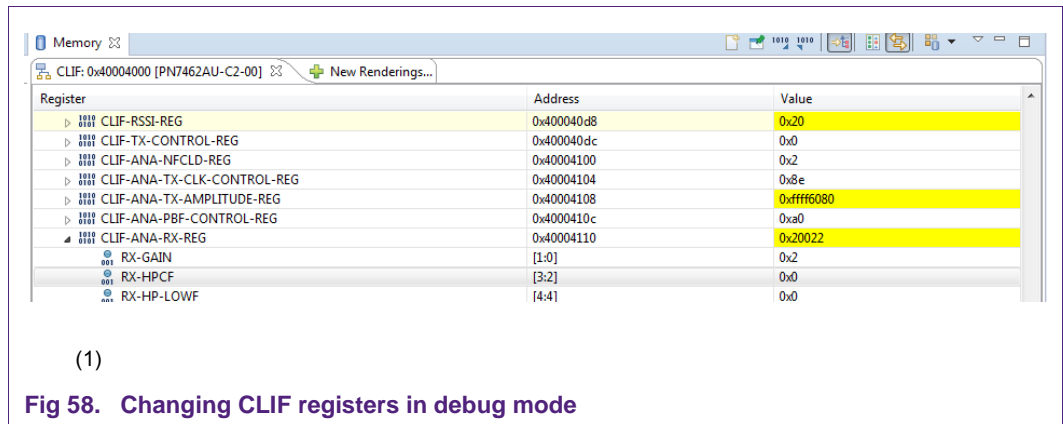 Memory
CLIF: 0x40004000 [PN7462AU-C2-00] New Renderings...
Register Address Value
CLIF-RSSI-REG 0x400040d8 0x20
CLIF-TX-CONTROL-REG 0x400040dc 0x0
CLIF-ANA-NFCLD-REG 0x40004100 0x2
CLIF-ANA-TX-CLK-CONTROL-REG 0x40004104 0x8e
CLIF-ANA-TX-AMPLITUDE-REG 0x40004108 0xffff6080
CLIF-ANA-PBF-CONTROL-REG 0x4000410c 0xa0
CLIF-ANA-RX-REG 0x40004110 0x20022
RX-GAIN [1:0] 0x2
RX-HPCF [3:2] 0x0
RX-HP-LOWF [4:4] 0x0
(1)
Fig 58. Changing CLIF registers in debug mode